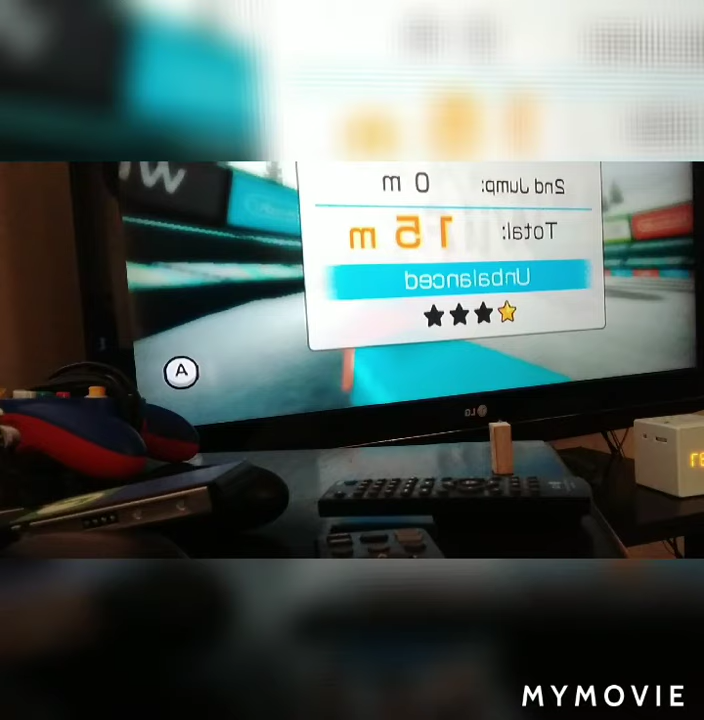 W
2nd Jump: 0 m
Total: 15 m
Unbalanced
A
LG
MYMOVIE